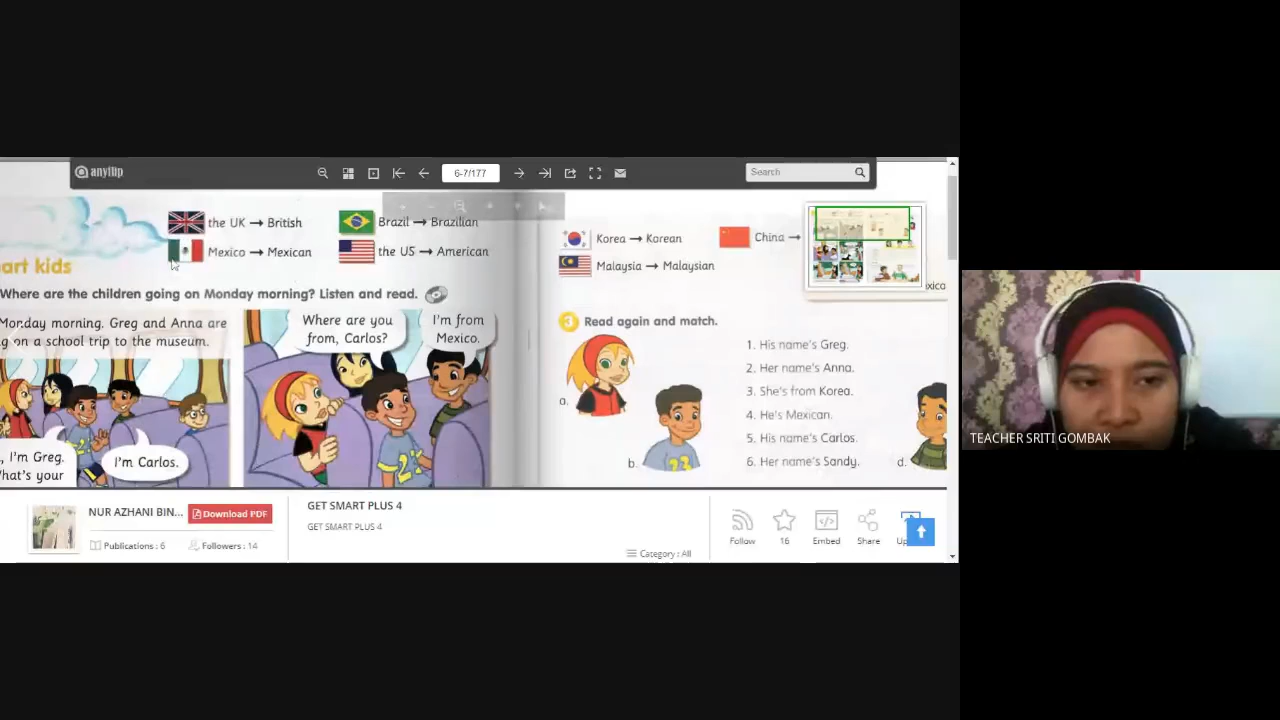 anyflip
6-7/177
Search
the UK → British
Brazil → Brazilian
Mexico → Mexican
the US → American
art kids
Where are the children going on Monday morning? Listen and read.
Monday morning. Greg and Anna are
g on a school trip to the museum.
, I'm Greg.
hat's your
I'm Carlos.
Where are you
from, Carlos?
I'm from
Mexico.
Korea → Korean
China →
Malaysia → Malaysian
xica
3 Read again and match.
a.
b.
d.
1. His name's Greg.
2. Her name's Anna.
3. She's from Korea.
4. He's Mexican.
5. His name's Carlos.
6. Her name's Sandy.
23
NUR AZHANI BIN...
Download PDF
Publications : 6
Followers : 14
GET SMART PLUS 4
GET SMART PLUS 4
Category : All
Follow
16
Embed
Share
Up
TEACHER SRITI GOMBAK